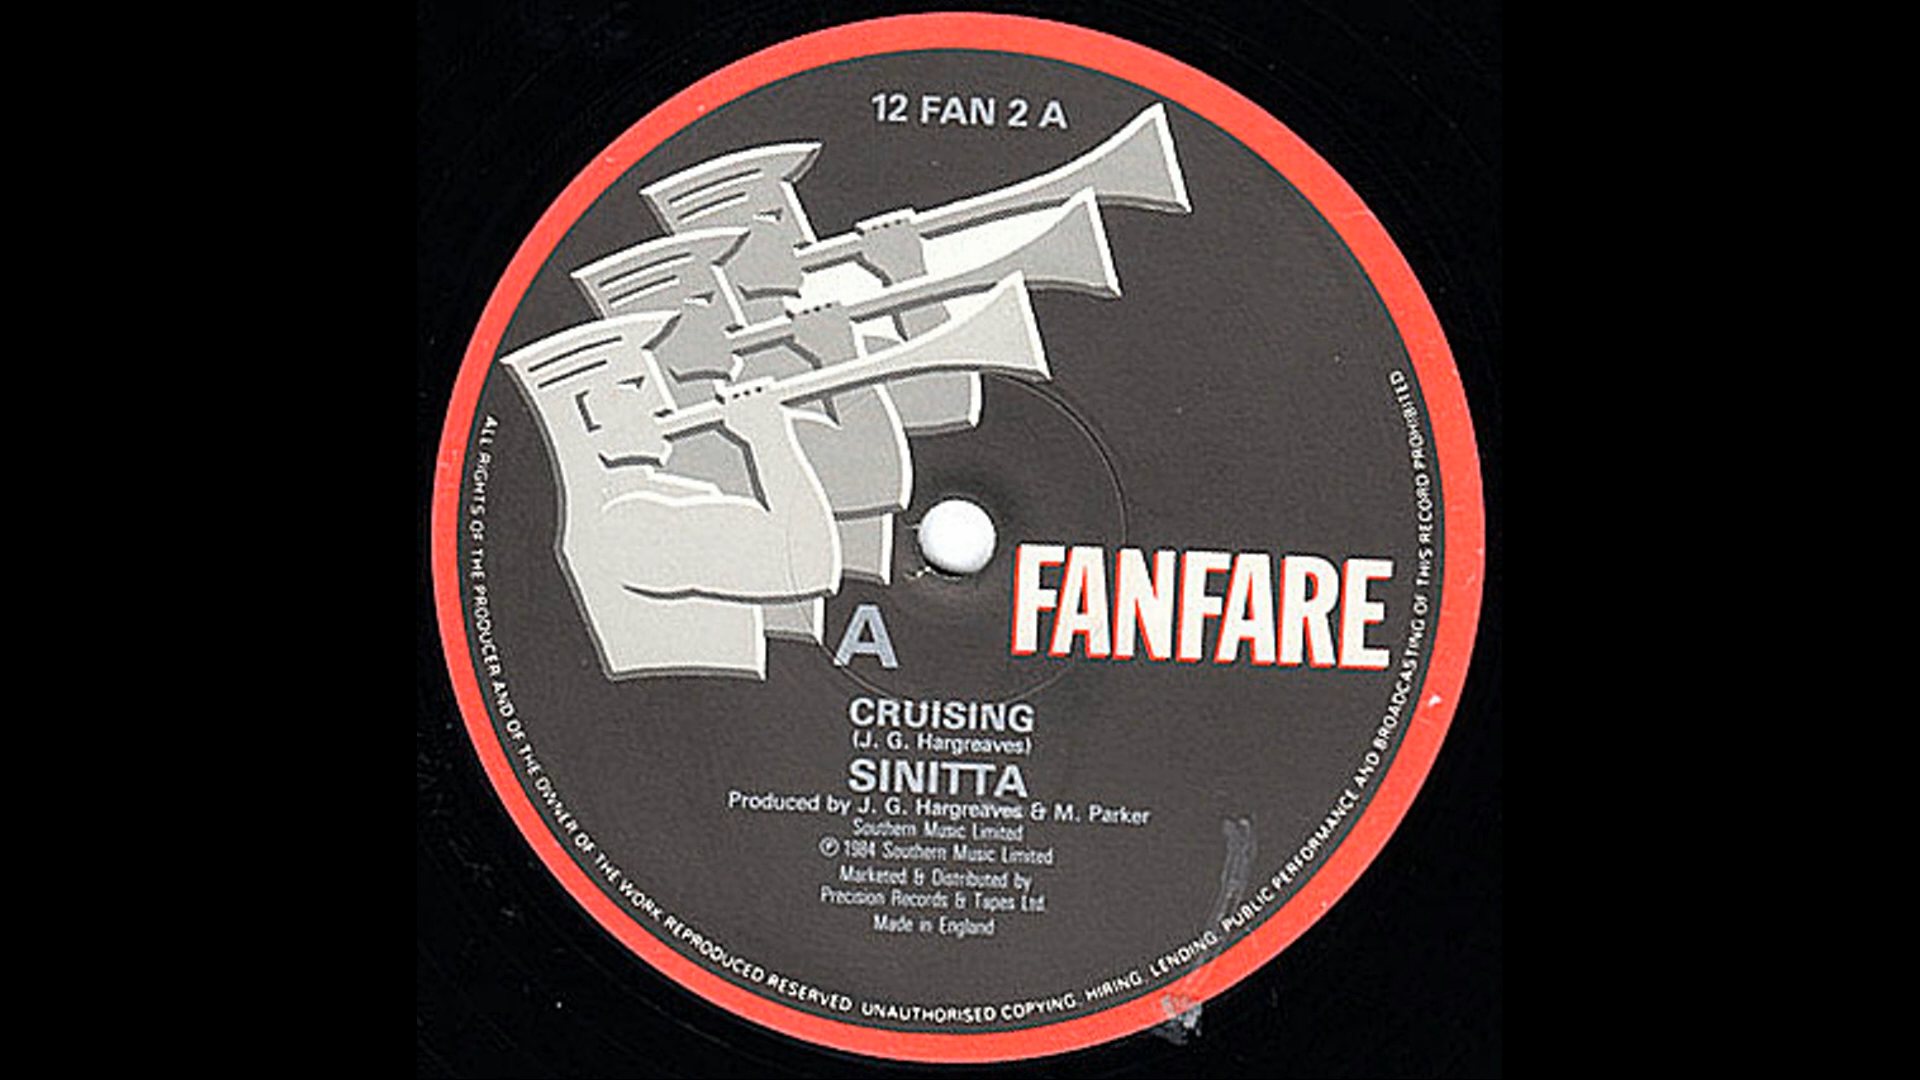 12 FAN 2 A
FANFARE
A
CRUISING
(J. G. Hargreaves)
SINITTA
Produced by J. G. Hargreaves & M. Parker
Southern Music Limited
℗ 1984 Southern Music Limited
Marketed & Distributed by
Precision Records & Tapes Ltd.
Made in England
ALL RIGHTS OF THE PRODUCER AND OF THE OWNER OF THE WORK REPRODUCED RESERVED. UNAUTHORISED COPYING, HIRING, LENDING, PUBLIC PERFORMANCE AND BROADCASTING OF THIS RECORD PROHIBITED